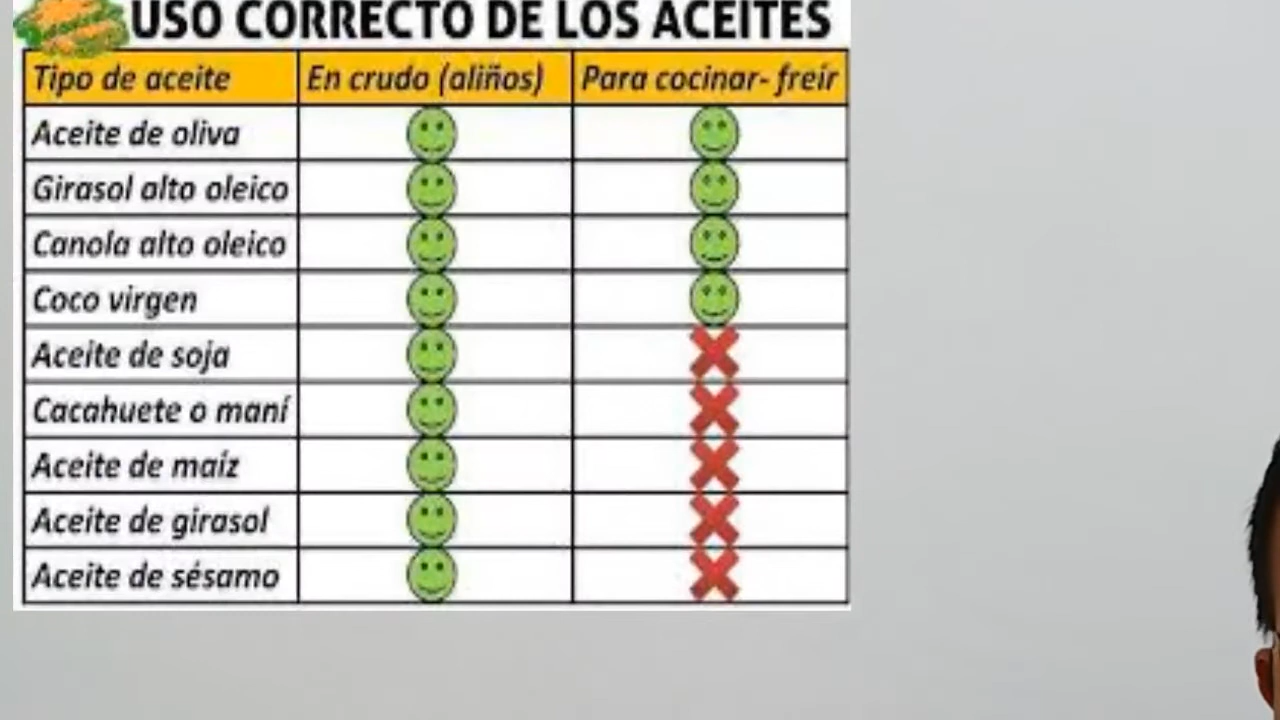 USO CORRECTO DE LOS ACEITES
Tipo de aceite En crudo (aliños) Para cocinar- freír
Aceite de oliva
Girasol alto oleico
Canola alto oleico
Coco virgen
Aceite de soja
Cacahuete o maní
Aceite de maíz
Aceite de girasol
Aceite de sésamo